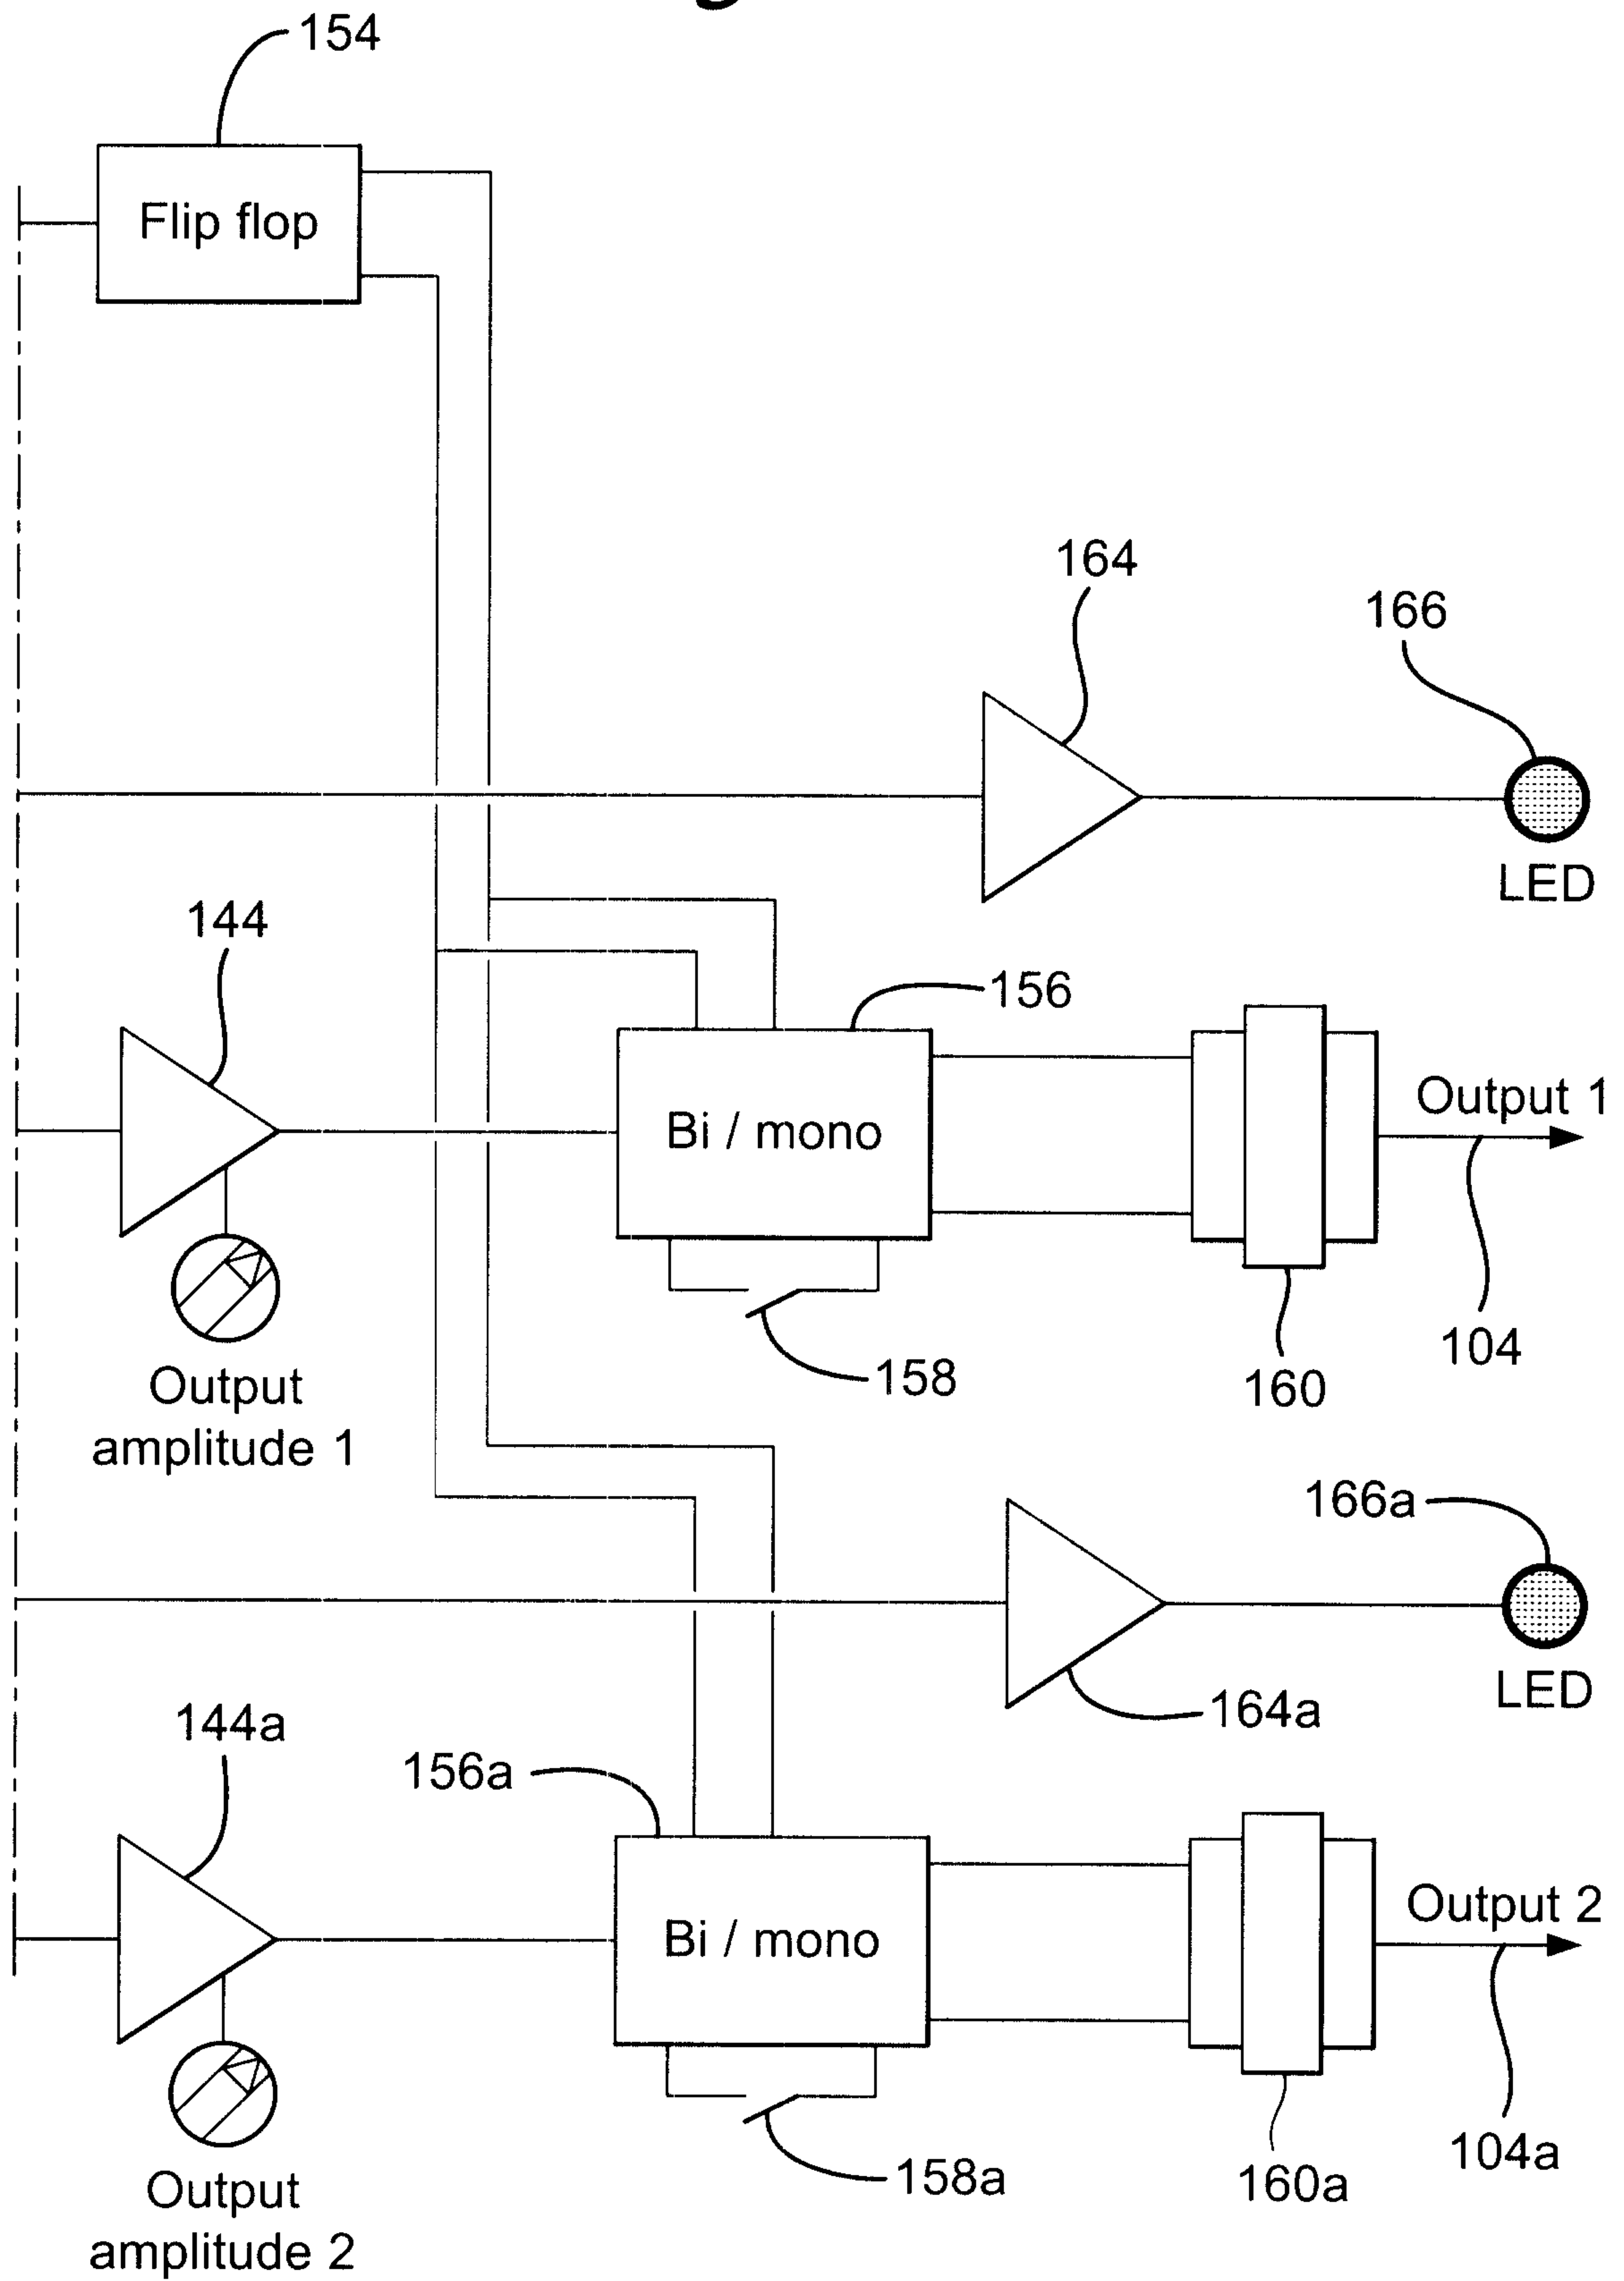 154
Flip flop
164
166
LED
144
156
Bi / mono
Output 1
104
158
160
Output
amplitude 1
166a
LED
164a
144a
156a
Bi / mono
Output 2
104a
158a
160a
Output
amplitude 2